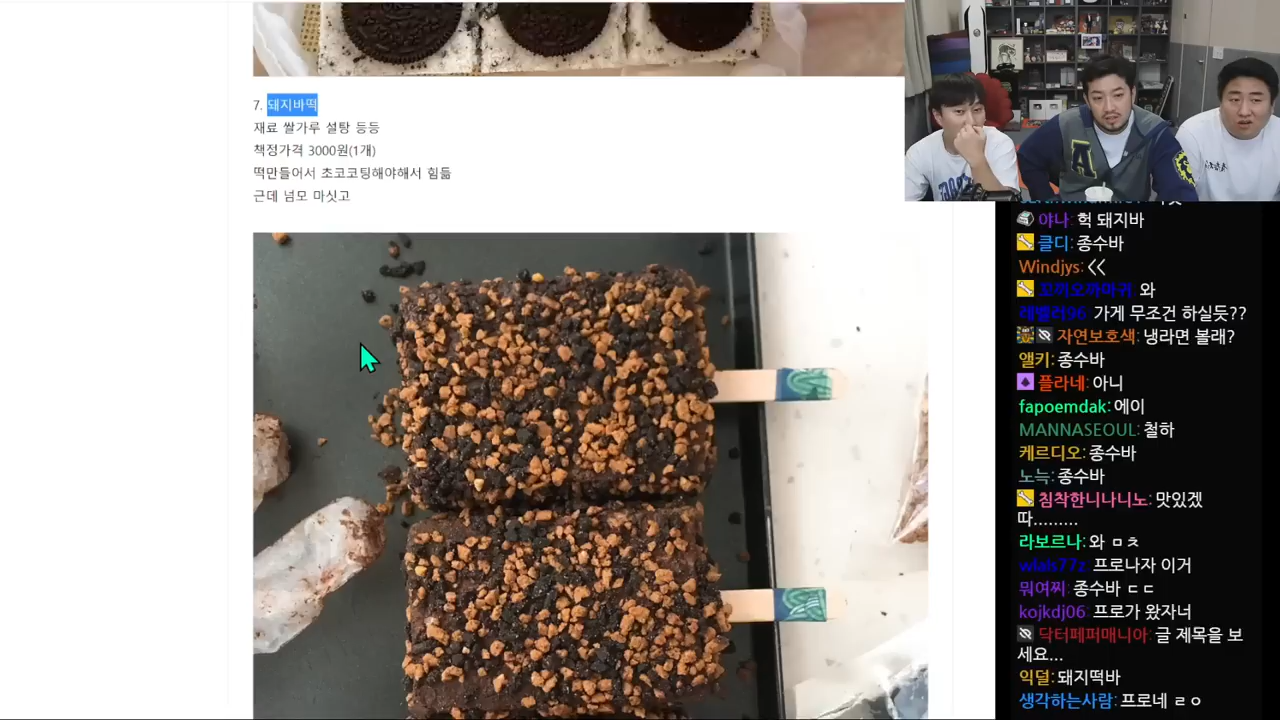 7. 돼지바떡
재료 쌀가루 설탕 등등
책정가격 3000원(1개)
떡만들어서 초코코팅해야해서 힘듦
근데 넘모 마싯고
A
야나: 헉 돼지바
클디: 종수바
Windjys: <<
꼬끼오까마귀: 와
레벨러96: 가게 무조건 하실듯??
자연보호색: 냉라면 볼래?
앨키: 종수바
플라네: 아니
fapoemdak: 에이
MANNASEOUL: 철하
케르디오: 종수바
노늑: 종수바
침착한니나니노: 맛있겠
따.........
라보르나: 와 ㅁㅊ
wlals77z: 프로나자 이거
뭐여찌: 종수바 ㄷㄷ
kojkdj06: 프로가 왔자너
닥터페퍼매니아: 글 제목을 보
세요...
익덜: 돼지떡바
생각하는사람: 프로네 ㄹㅇ